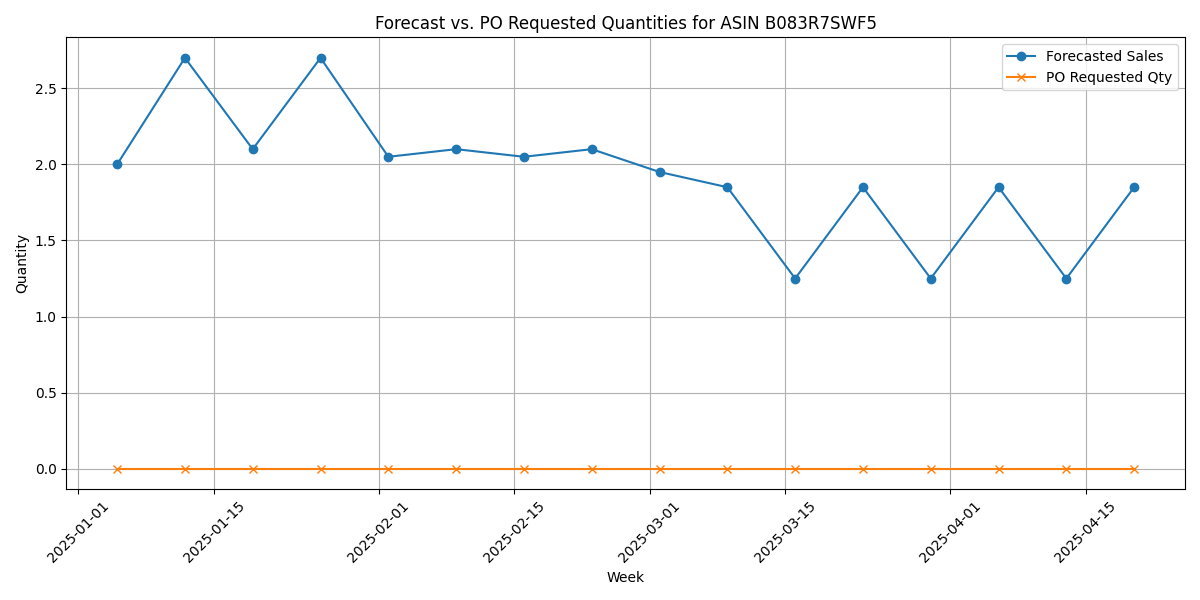 Forecast vs. PO Requested Quantities for ASIN B083R7SWF5
Forecasted Sales
PO Requested Qty
Quantity
2.5
2.0
1.5
1.0
0.5
0.0
2025-01-01
2025-01-15
2025-02-01
2025-02-15
2025-03-01
2025-03-15
2025-04-01
2025-04-15
Week